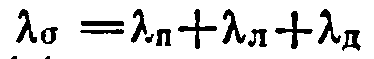 λσ = λп + λл + λд